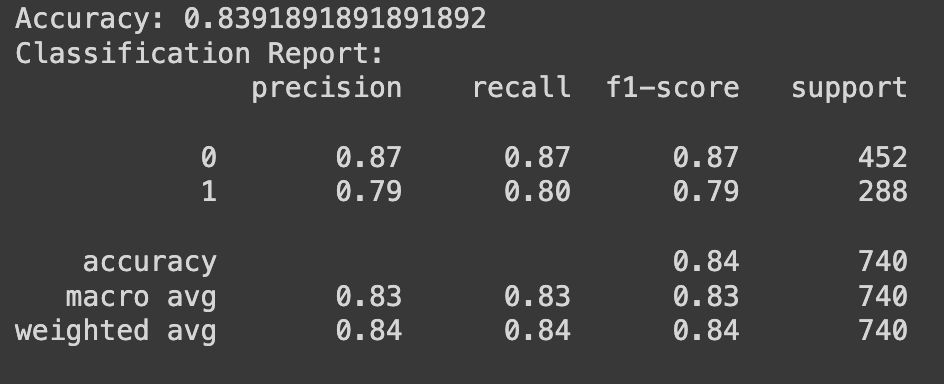 Accuracy: 0.8391891891891892
Classification Report:
              precision    recall  f1-score   support

           0       0.87      0.87      0.87       452
           1       0.79      0.80      0.79       288

    accuracy                           0.84       740
   macro avg       0.83      0.83      0.83       740
weighted avg       0.84      0.84      0.84       740